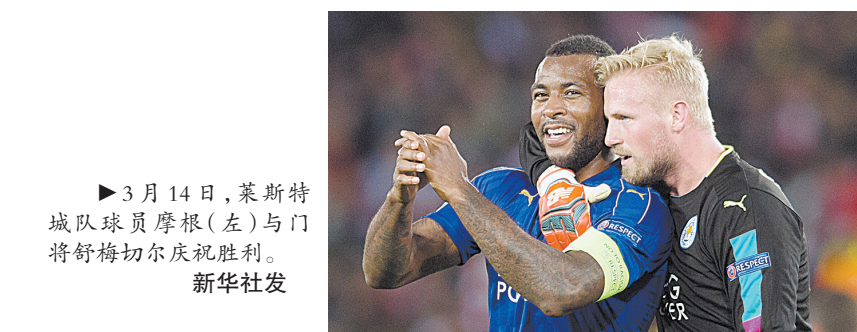 ▶3月14日,莱斯特
城队球员摩根(左)与门
将舒梅切尔庆祝胜利。
新华社发
RESPECT
RESPECT